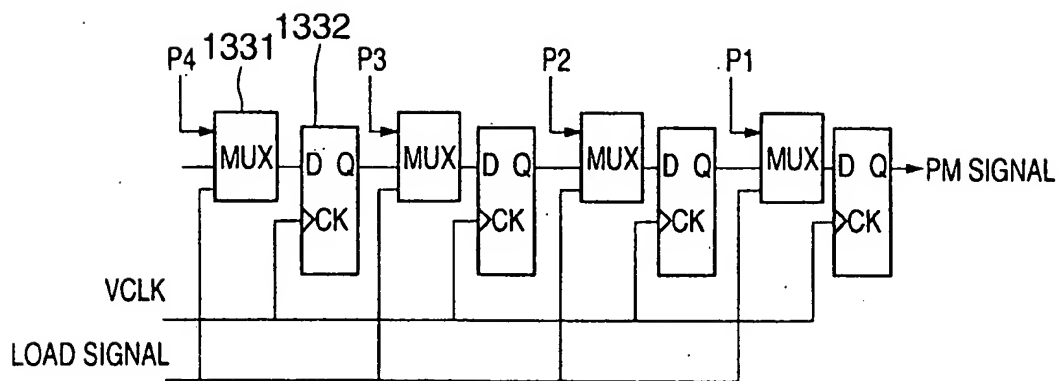 1331 1332
P4 P3 P2 P1
MUX D Q MUX D Q MUX D Q MUX D Q PM SIGNAL
CK CK CK CK
VCLK
LOAD SIGNAL